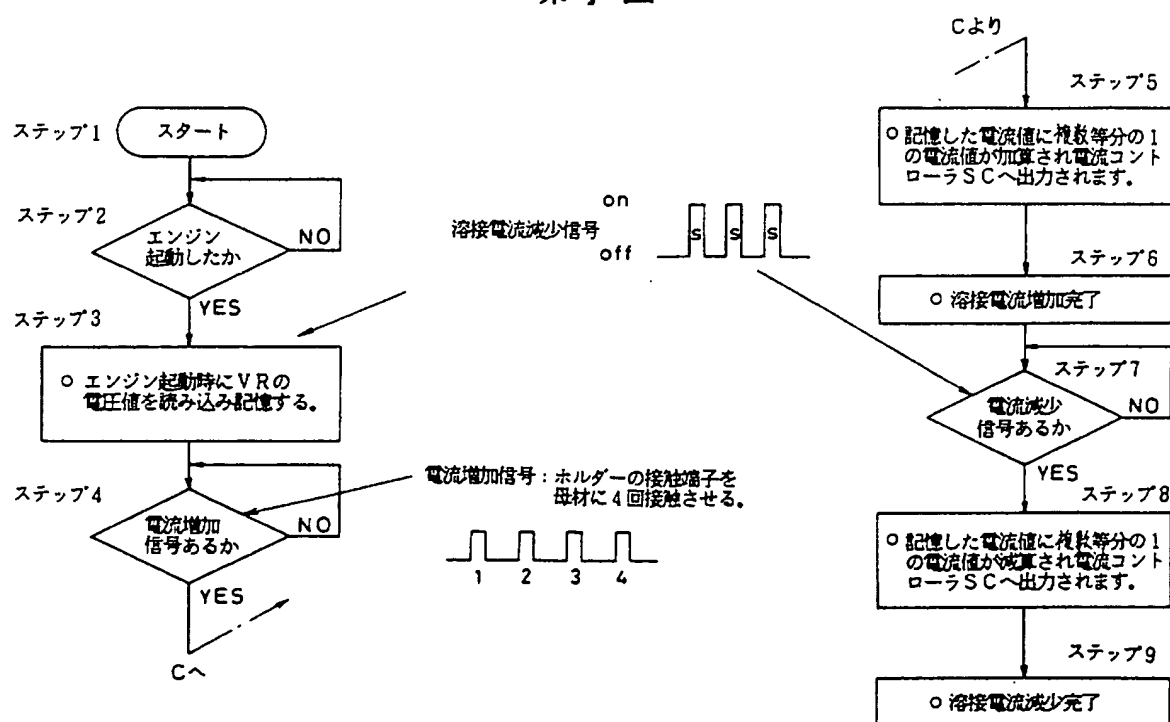 ステップ1
スタート
ステップ2
エンジン
起動したか
NO
YES
ステップ3
○ エンジン起動時にVRの
電圧値を読み込み記憶する。
ステップ4
電流増加
信号あるか
NO
YES
Cへ
溶接電流減少信号
on
off
S S S
電流増加信号：ホルダーの接触端子を
母材に4回接触させる。
1 2 3 4
Cより
ステップ5
○ 記憶した電流値に複数等分の1
の電流値が加算され電流コント
ローラSCへ出力されます。
ステップ6
○ 溶接電流増加完了
ステップ7
電流減少
信号あるか
NO
YES
ステップ8
○ 記憶した電流値に複数等分の1
の電流値が減算され電流コント
ローラSCへ出力されます。
ステップ9
○ 溶接電流減少完了